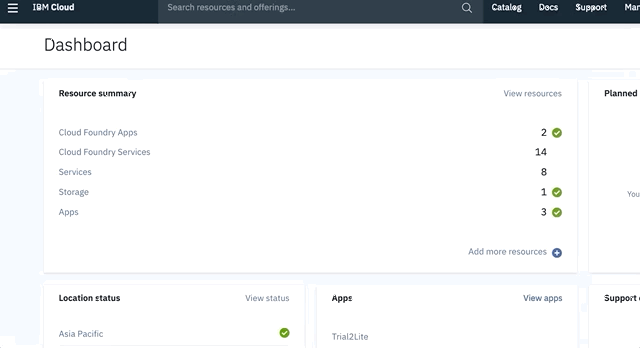 IBM Cloud Search resources and offerings... Catalog Docs Support
Dashboard
Resource summary View resources Planned
Cloud Foundry Apps 2
Cloud Foundry Services 14
Services 8
Storage 1
Apps 3
You
Add more resources
Location status View status Apps View apps Support
Asia Pacific
Trial2Lite